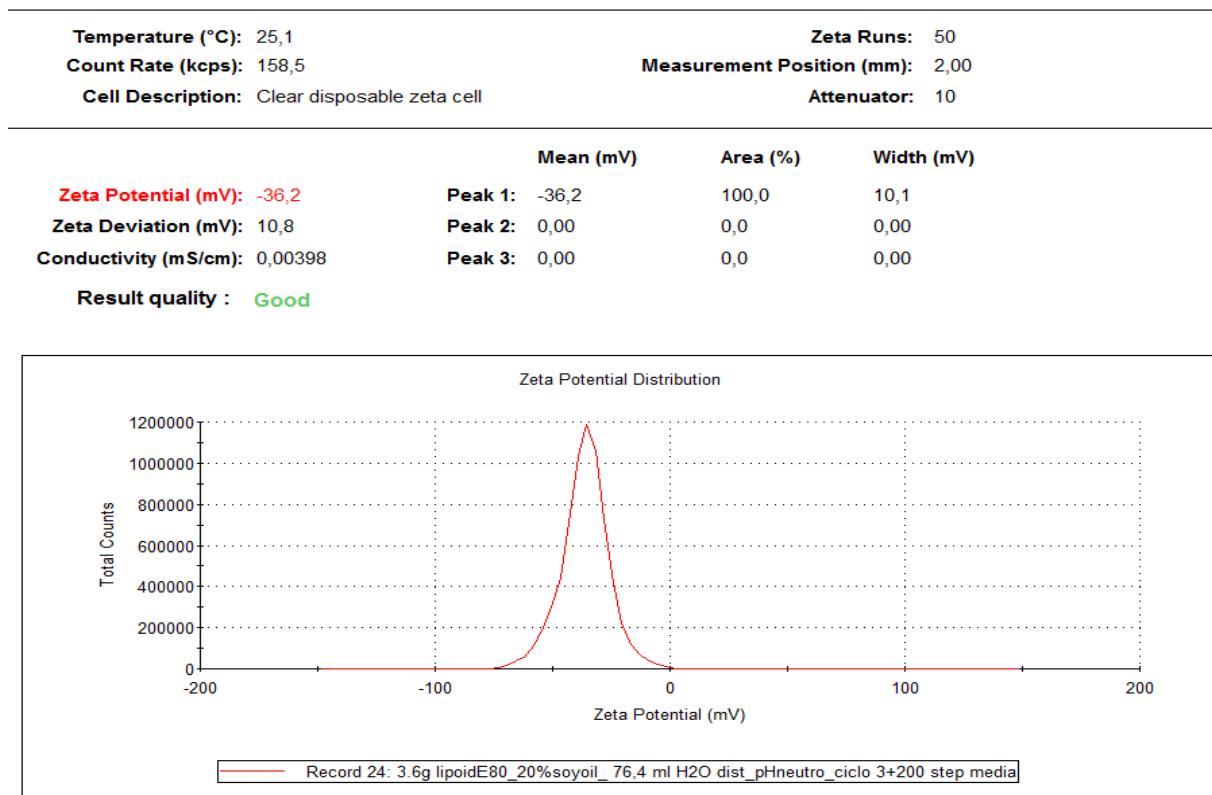 Temperature (°C): 25,1 Zeta Runs: 50
Count Rate (kcps): 158,5 Measurement Position (mm): 2,00
Cell Description: Clear disposable zeta cell Attenuator: 10
Mean (mV) Area (%) Width (mV)
Zeta Potential (mV): -36,2 Peak 1: -36,2 100,0 10,1
Zeta Deviation (mV): 10,8 Peak 2: 0,00 0,0 0,00
Conductivity (mS/cm): 0,00398 Peak 3: 0,00 0,0 0,00
Result quality : Good
Zeta Potential Distribution
1200000
1000000
800000
600000
400000
200000
0
Total Counts
-200 -100 0 100 200
Zeta Potential (mV)
Record 24: 3.6g lipoidE80_20%soyoil_ 76,4 ml H2O dist_pHneutro_ciclo 3+200 step media